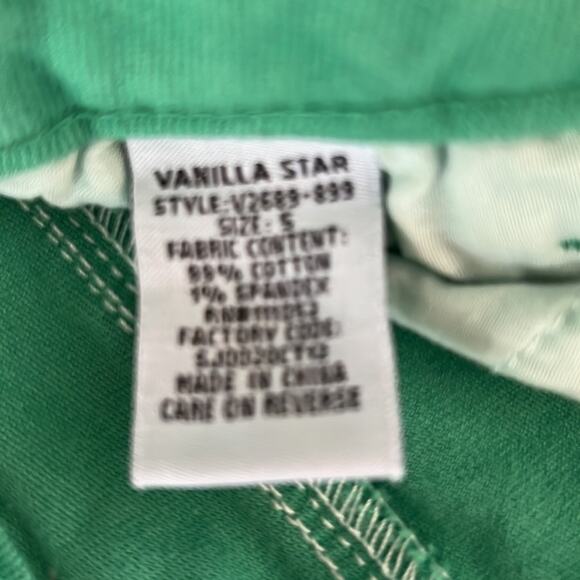 VANILLA STAR
STYLE:V2689-899
SIZE: 5
FABRIC CONTENT:
99% COTTON
1% SPANDEX
FACTORY CODE:
MADE IN CHINA
CARE ON REVERSE